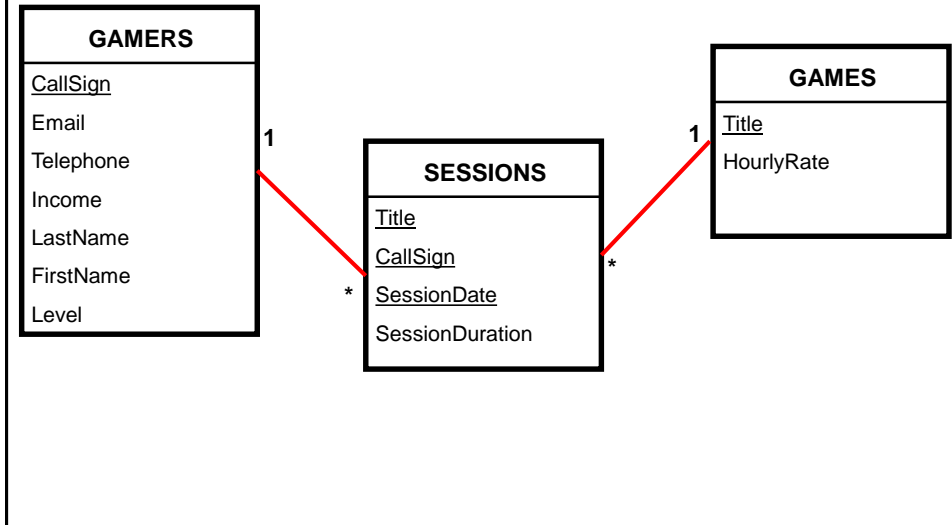 GAMERS
CallSign
Email
Telephone
Income
LastName
FirstName
Level
1
*
SESSIONS
Title
CallSign
SessionDate
SessionDuration
1
*
GAMES
Title
HourlyRate